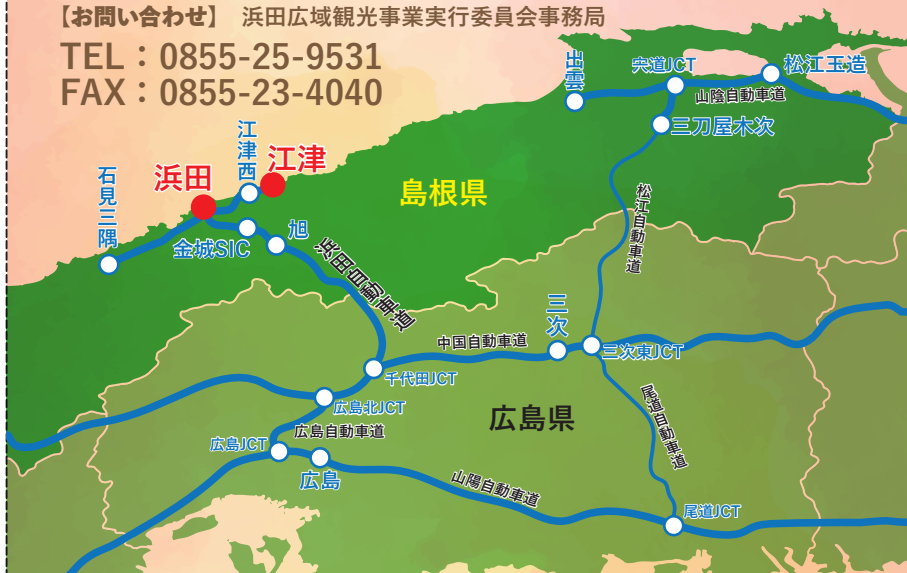 【お問い合わせ】 浜田広域観光事業実行委員会事務局
TEL：0855-25-9531
FAX：0855-23-4040
出雲
宍道JCT
松江玉造
山陰自動車道
三刀屋木次
江津西
江津
浜田
石見三隅
島根県
松江自動車道
金城SIC
旭
浜田自動車道
三次
中国自動車道
三次東JCT
千代田JCT
広島北JCT
尾道自動車道
広島県
広島自動車道
広島JCT
広島
山陽自動車道
尾道JCT